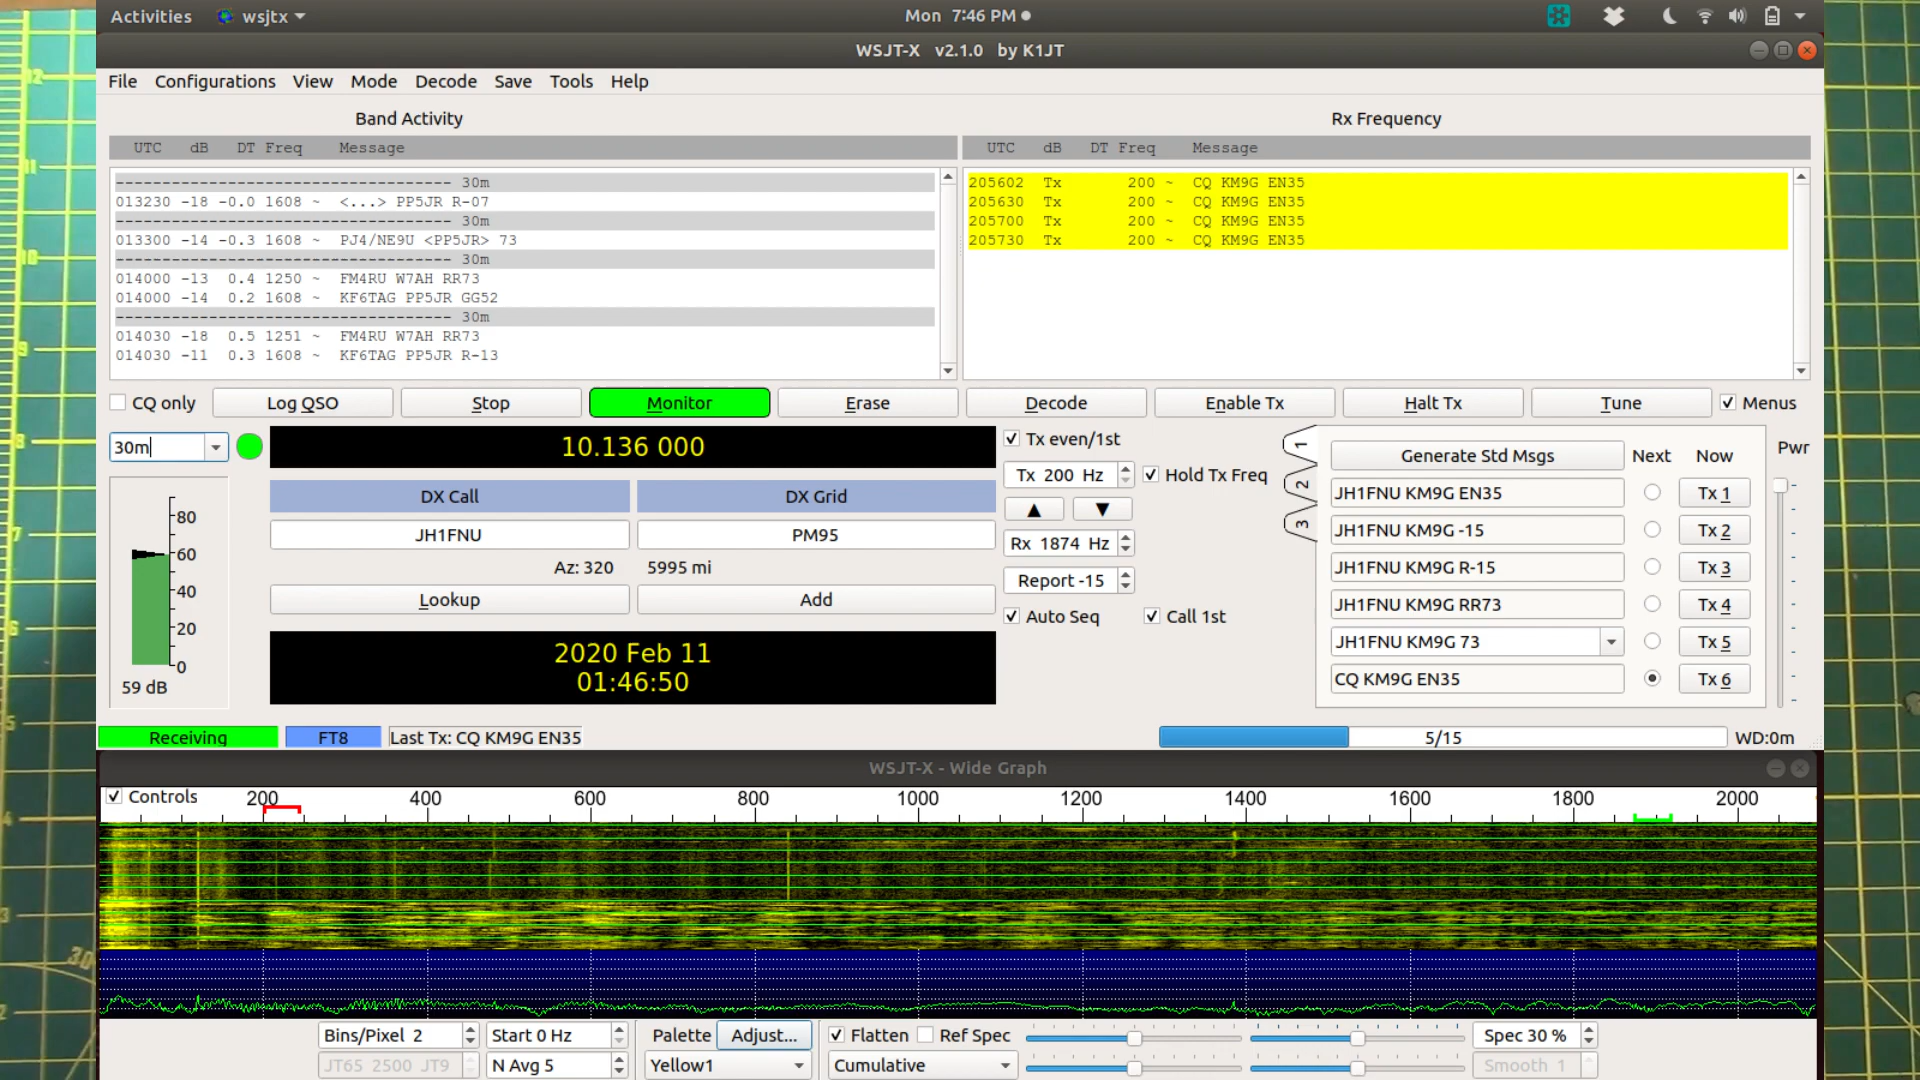 Activities wsjtx Mon 7:46 PM
WSJT-X v2.1.0 by K1JT
File Configurations View Mode Decode Save Tools Help
Band Activity
UTC dB DT Freq Message
------------------------------------ 30m
013230 -18 -0.0 1608 ~ <...> PP5JR R-07
------------------------------------ 30m
013300 -14 -0.3 1608 ~ PJ4/NE9U <PP5JR> 73
------------------------------------ 30m
014000 -13 0.4 1250 ~ FM4RU W7AH RR73
014000 -14 0.2 1608 ~ KF6TAG PP5JR GG52
------------------------------------ 30m
014030 -18 0.5 1251 ~ FM4RU W7AH RR73
014030 -11 0.3 1608 ~ KF6TAG PP5JR R-13
Rx Frequency
UTC dB DT Freq Message
205602 Tx 200 ~ CQ KM9G EN35
205630 Tx 200 ~ CQ KM9G EN35
205700 Tx 200 ~ CQ KM9G EN35
205730 Tx 200 ~ CQ KM9G EN35
CQ only Log QSO Stop Monitor Erase Decode Enable Tx Halt Tx Tune Menus
30m
10.136 000
80
60
40
20
0
59 dB
DX Call DX Grid
JH1FNU PM95
Az: 320 5995 mi
Lookup Add
2020 Feb 11
01:46:50
Tx even/1st
Tx 200 Hz Hold Tx Freq
▲ ▼
Rx 1874 Hz
Report -15
Auto Seq Call 1st
1
2
3
Generate Std Msgs Next Now
JH1FNU KM9G EN35 Tx 1
JH1FNU KM9G -15 Tx 2
JH1FNU KM9G R-15 Tx 3
JH1FNU KM9G RR73 Tx 4
JH1FNU KM9G 73 Tx 5
CQ KM9G EN35 Tx 6
Pwr
Receiving FT8 Last Tx: CQ KM9G EN35 5/15 WD:0m
WSJT-X - Wide Graph
Controls 200 400 600 800 1000 1200 1400 1600 1800 2000
Bins/Pixel 2 Start 0 Hz Palette Adjust... Flatten Ref Spec Spec 30 %
JT65 2500 JT9 N Avg 5 Yellow1 Cumulative Smooth 1